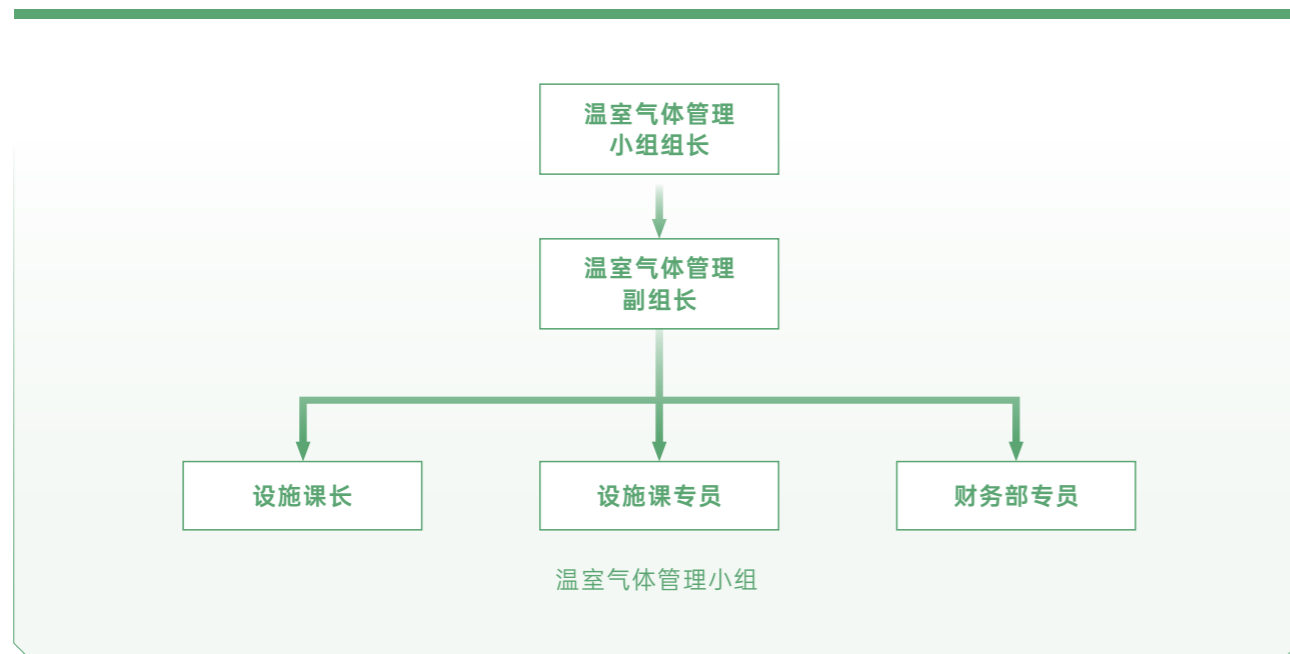 温室气体管理
小组组长
温室气体管理
副组长
设施课长
设施课专员
财务部专员
温室气体管理小组